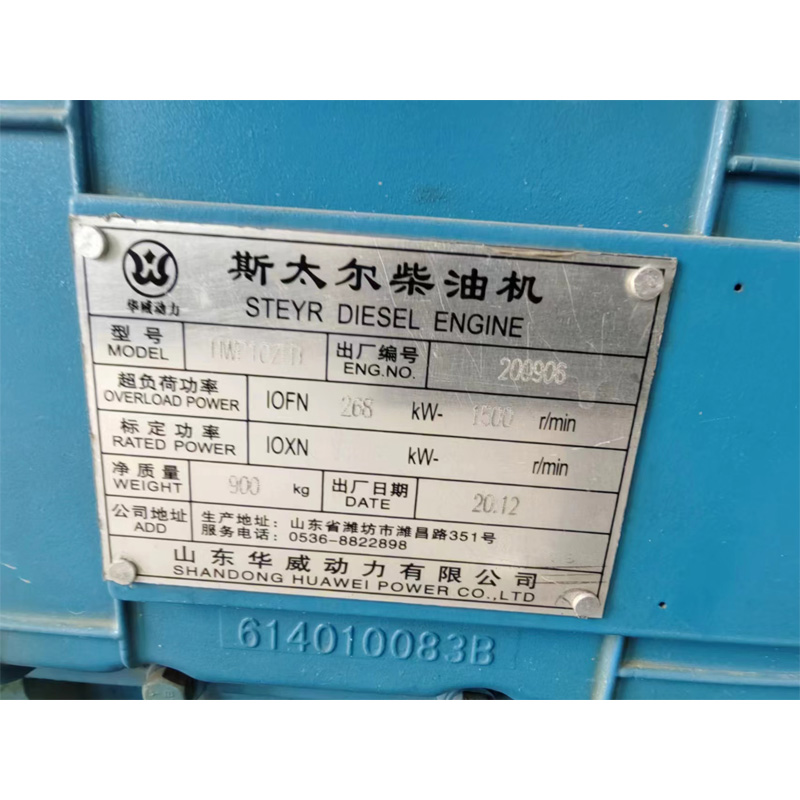 华威动力
斯太尔柴油机
STEYR DIESEL ENGINE
型号
MODEL
出厂编号
ENG.NO.
209906
超负荷功率
OVERLOAD POWER
IOFN 268 kW- 1500 r/min
标定功率
RATED POWER
IOXN kW- r/min
净质量
WEIGHT
900 kg
出厂日期
DATE
20.12
公司地址
ADD
生产地址：山东省潍坊市潍昌路351号
服务电话：0536-8822898
山东华威动力有限公司
SHANDONG HUAWEI POWER CO.,LTD
614010083B